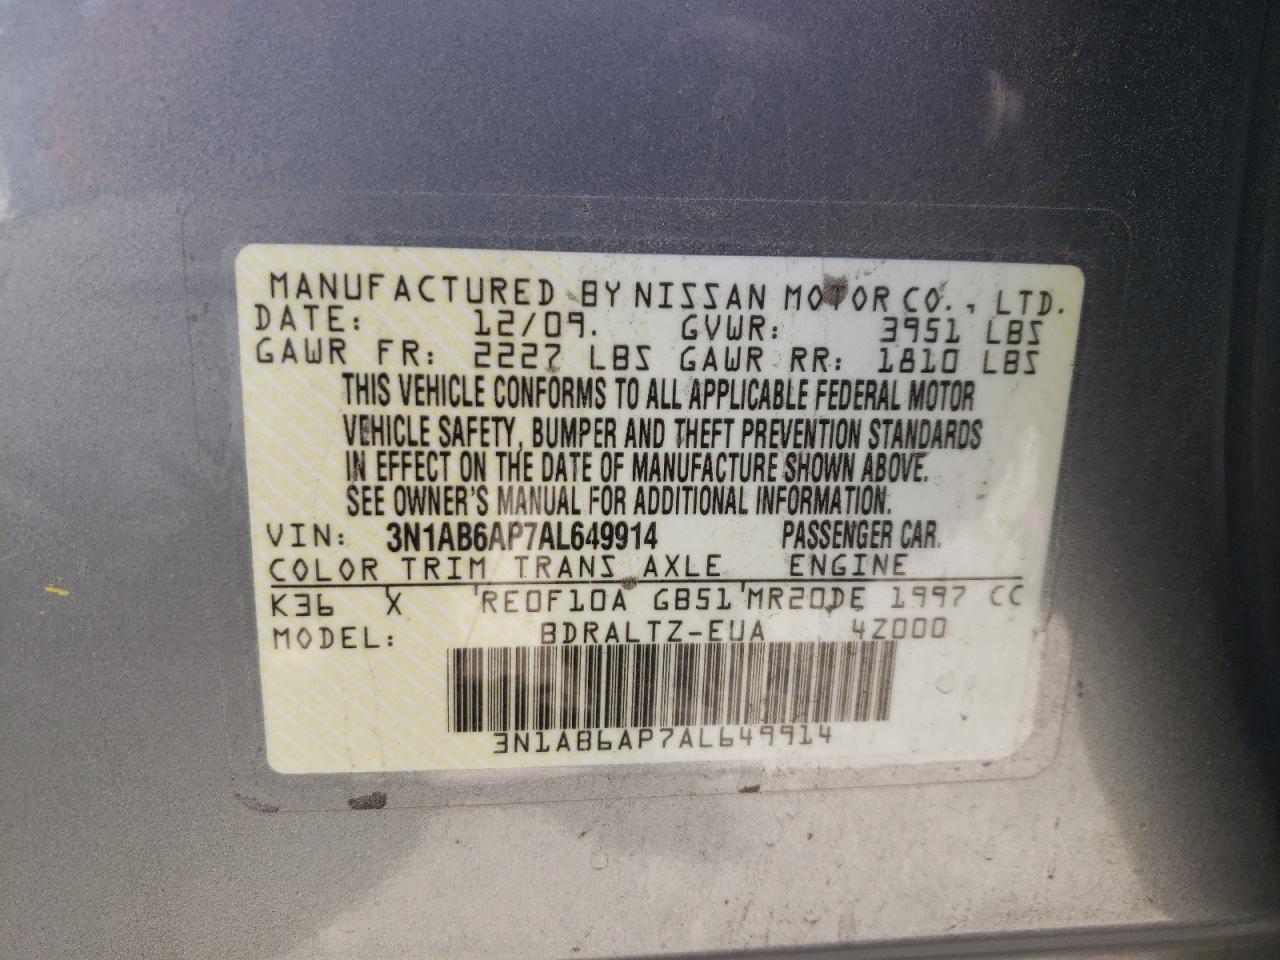 MANUFACTURED BY NISSAN MOTOR CO., LTD.
DATE: 12/09. GVWR: 3951 LBS
GAWR FR: 2227 LBS GAWR RR: 1810 LBS
THIS VEHICLE CONFORMS TO ALL APPLICABLE FEDERAL MOTOR
VEHICLE SAFETY, BUMPER AND THEFT PREVENTION STANDARDS
IN EFFECT ON THE DATE OF MANUFACTURE SHOWN ABOVE.
SEE OWNER'S MANUAL FOR ADDITIONAL INFORMATION.
VIN: 3N1AB6AP7AL649914 PASSENGER CAR.
COLOR TRIM TRANS AXLE ENGINE
K36 X RE0F10A GB51 MR20DE 1997 CC
MODEL: BDRALTZ-EUA 4Z000
3N1AB6AP7AL649914